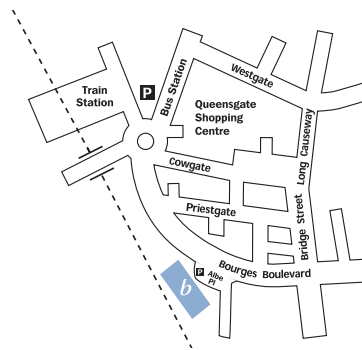 Westgate
P
Bus Station
Train
Station
Queensgate
Shopping
Centre
Long Causeway
Cowgate
Priestgate
Bridge Street
Bourges Boulevard
P
Albe
Pl
b